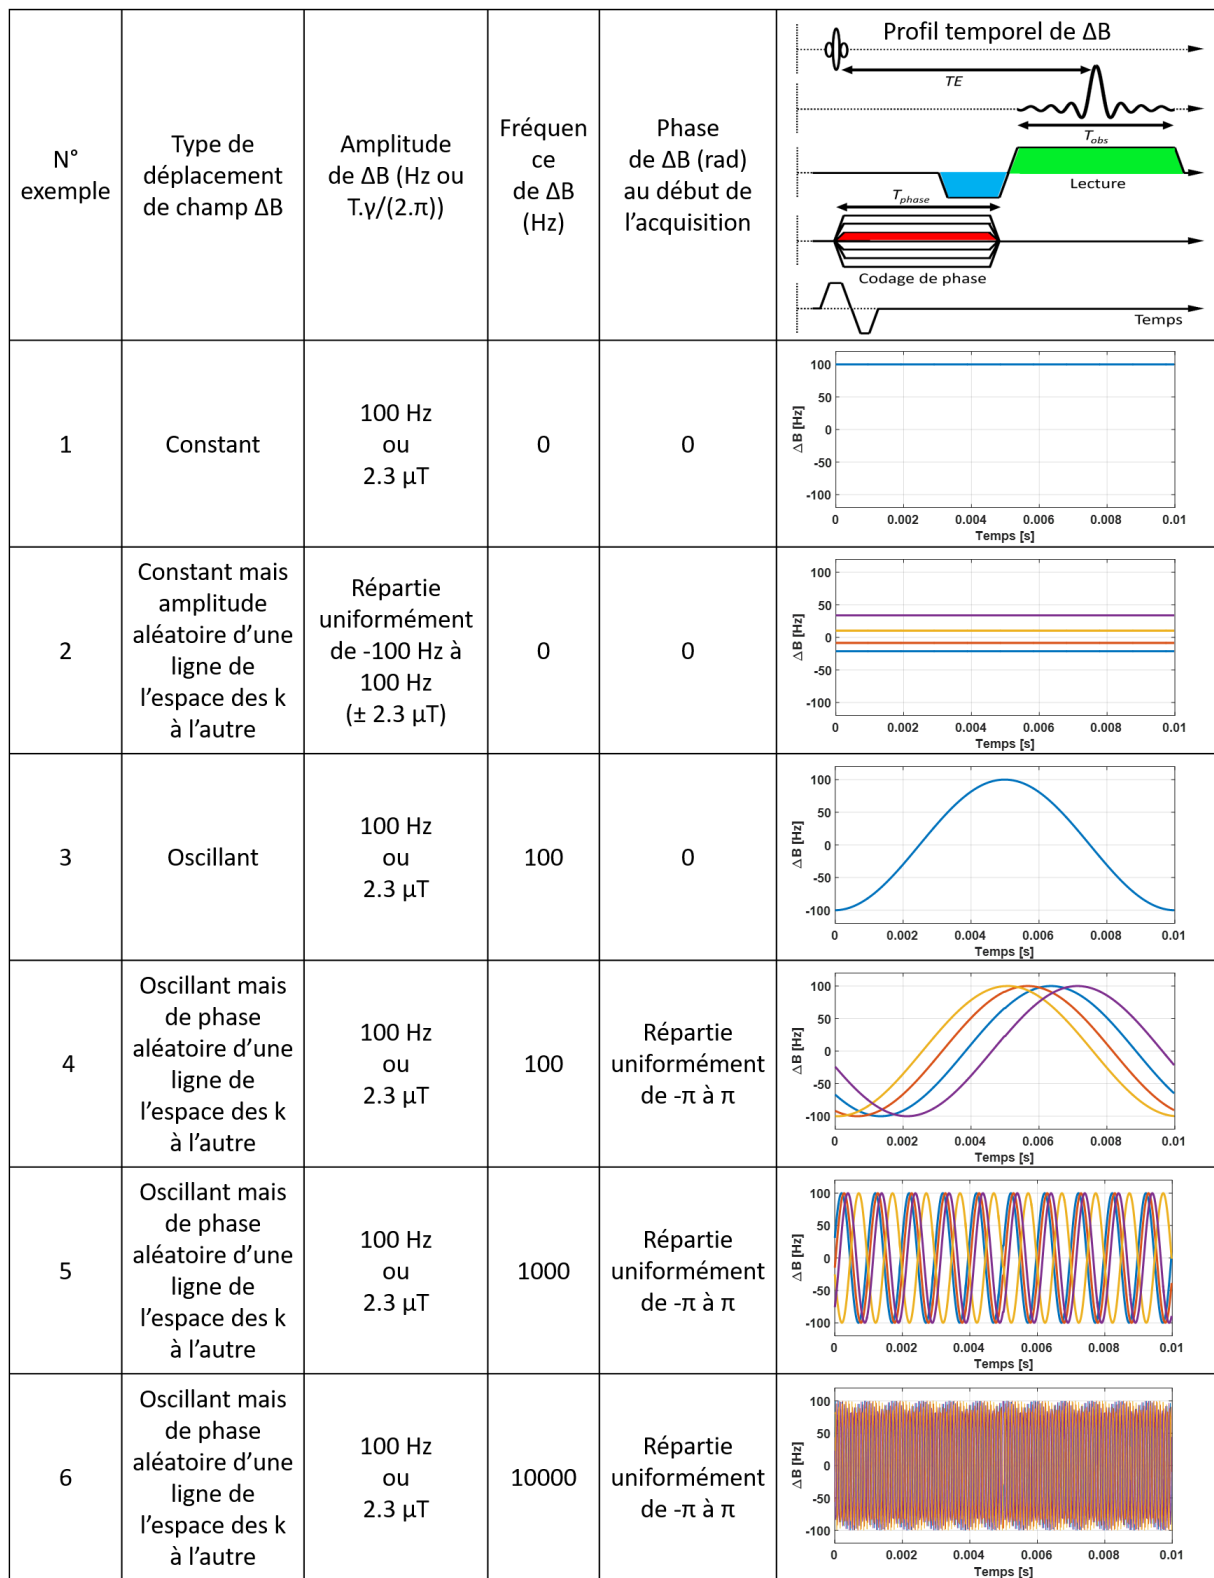 N°
exemple
Type de
déplacement
de champ ΔB
Amplitude
de ΔB (Hz ou
T.γ/(2.π))
Fréquen
ce
de ΔB
(Hz)
Phase
de ΔB (rad)
au début de
l'acquisition
Profil temporel de ΔB
TE
Tobs
Lecture
Tphase
Codage de phase
Temps
1
Constant
100 Hz
ou
2.3 µT
0
0
ΔB [Hz]
100
50
0
-50
-100
0 0.002 0.004 0.006 0.008 0.01
Temps [s]
2
Constant mais
amplitude
aléatoire d'une
ligne de
l'espace des k
à l'autre
Répartie
uniformément
de -100 Hz à
100 Hz
(± 2.3 µT)
0
0
ΔB [Hz]
100
50
0
-50
-100
0 0.002 0.004 0.006 0.008 0.01
Temps [s]
3
Oscillant
100 Hz
ou
2.3 µT
100
0
ΔB [Hz]
100
50
0
-50
-100
0 0.002 0.004 0.006 0.008 0.01
Temps [s]
4
Oscillant mais
de phase
aléatoire d'une
ligne de
l'espace des k
à l'autre
100 Hz
ou
2.3 µT
100
Répartie
uniformément
de -π à π
ΔB [Hz]
100
50
0
-50
-100
0 0.002 0.004 0.006 0.008 0.01
Temps [s]
5
Oscillant mais
de phase
aléatoire d'une
ligne de
l'espace des k
à l'autre
100 Hz
ou
2.3 µT
1000
Répartie
uniformément
de -π à π
ΔB [Hz]
100
50
0
-50
-100
0 0.002 0.004 0.006 0.008 0.01
Temps [s]
6
Oscillant mais
de phase
aléatoire d'une
ligne de
l'espace des k
à l'autre
100 Hz
ou
2.3 µT
10000
Répartie
uniformément
de -π à π
ΔB [Hz]
100
50
0
-50
-100
0 0.002 0.004 0.006 0.008 0.01
Temps [s]